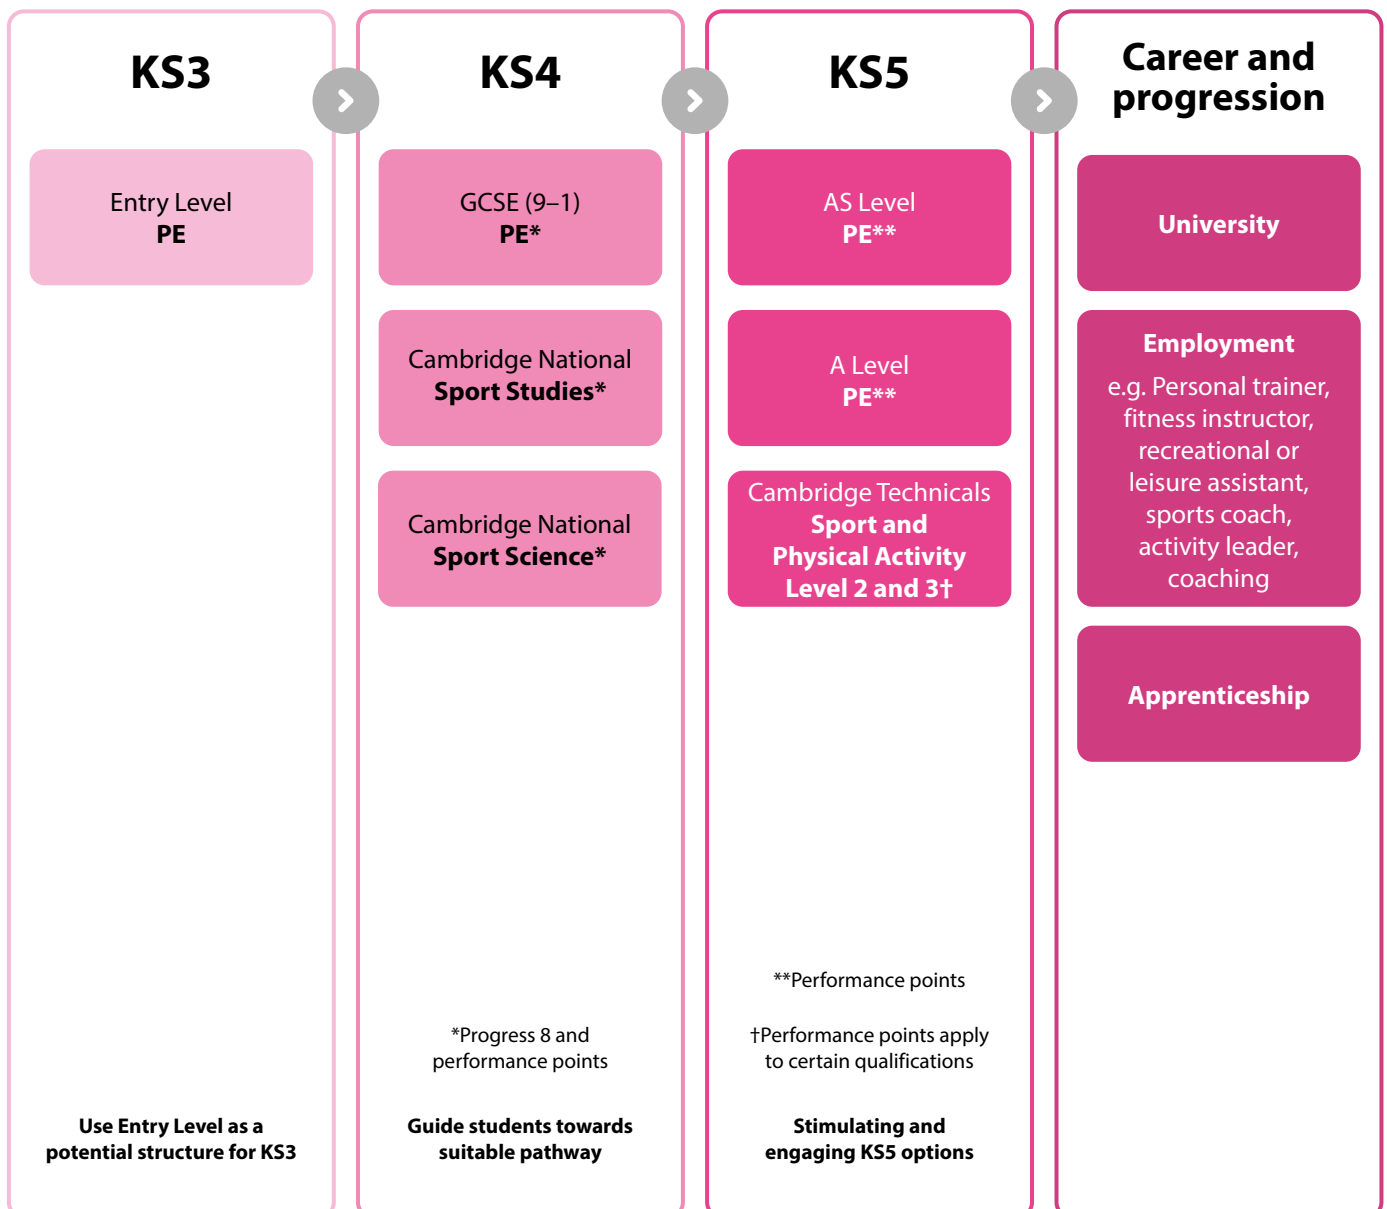 KS3
Entry Level
PE
Use Entry Level as a
potential structure for KS3
KS4
GCSE (9–1)
PE*
Cambridge National
Sport Studies*
Cambridge National
Sport Science*
*Progress 8 and
performance points
Guide students towards
suitable pathway
KS5
AS Level
PE**
A Level
PE**
Cambridge Technicals
Sport and
Physical Activity
Level 2 and 3†
**Performance points
†Performance points apply
to certain qualifications
Stimulating and
engaging KS5 options
Career and
progression
University
Employment
e.g. Personal trainer,
fitness instructor,
recreational or
leisure assistant,
sports coach,
activity leader,
coaching
Apprenticeship